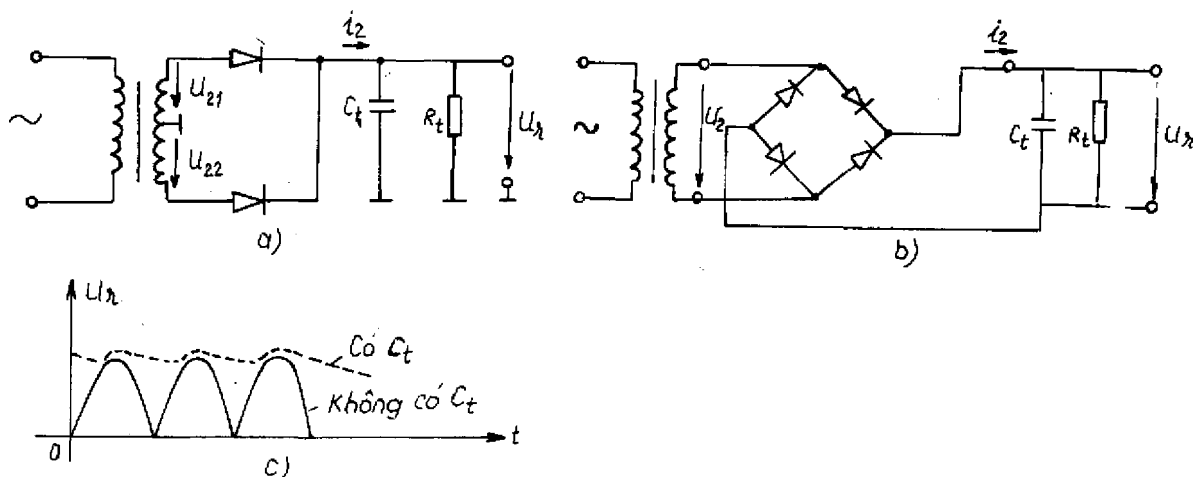 i₂
U₂₁
U₂₂
~
Cₜ
Rₜ
Uᵣ
a)
i₂
~
U₂
Cₜ
Rₜ
Uᵣ
b)
Uᵣ
Có Cₜ
Không có Cₜ
0
t
c)